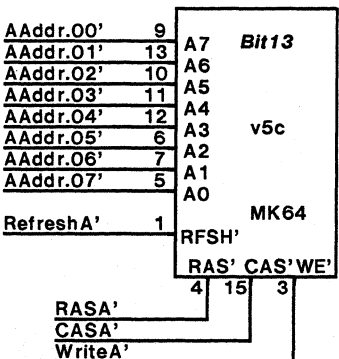 AAddr.00' 9 A7 Bit13
AAddr.01' 13 A6
AAddr.02' 10 A5
AAddr.03' 11 A4
AAddr.04' 12 A3 v5c
AAddr.05' 6 A2
AAddr.06' 7 A1
AAddr.07' 5 A0
MK64
RefreshA' 1 RFSH'
RAS' CAS' WE'
4 15 3
RASA'
CASA'
WriteA'